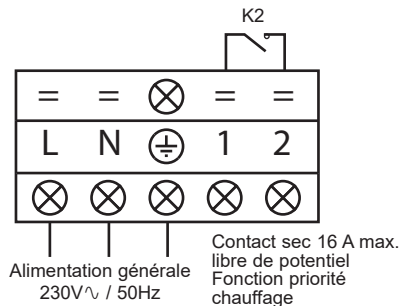 K2
L N 1 2
Alimentation générale
230V∿ / 50Hz
Contact sec 16 A max.
libre de potentiel
Fonction priorité
chauffage